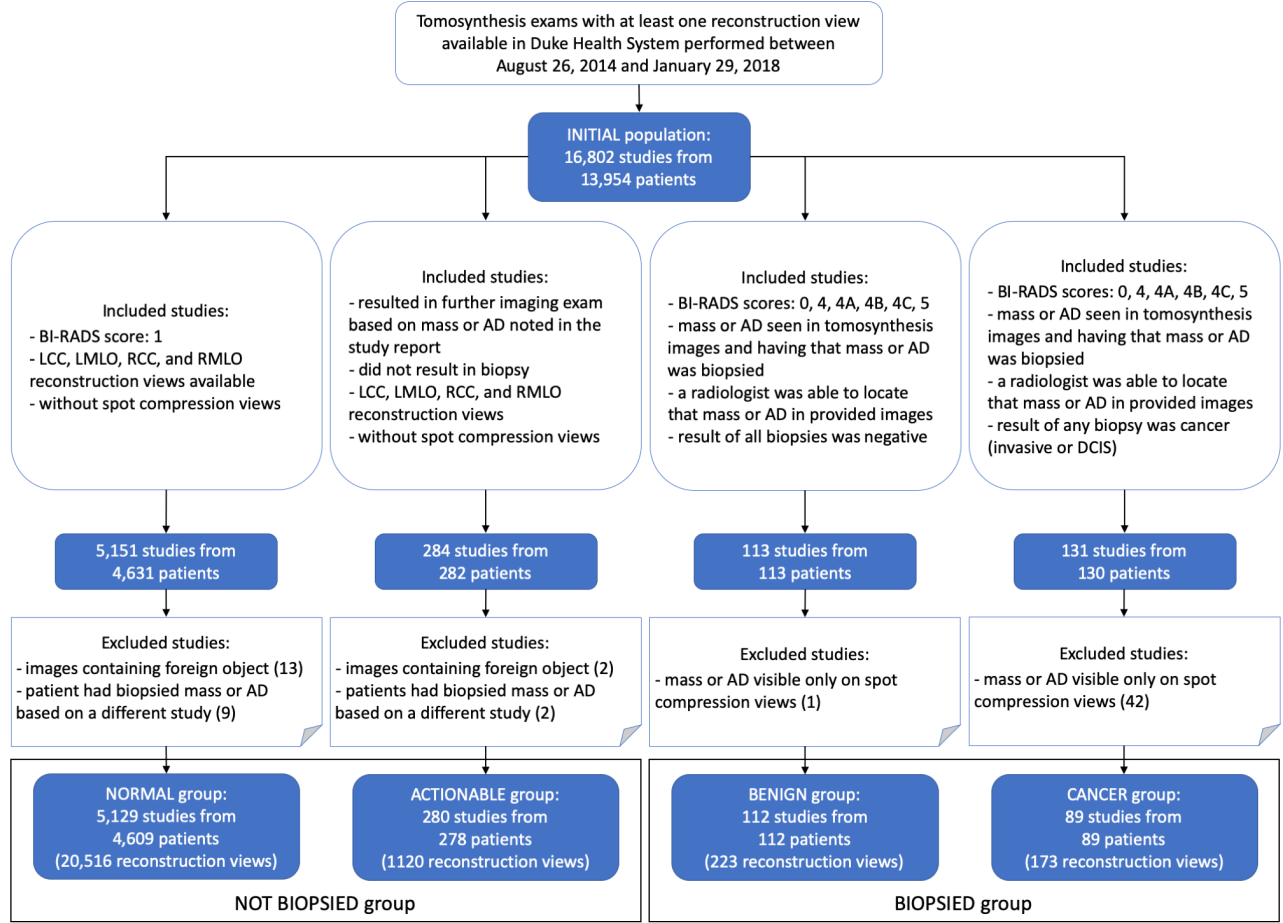 Tomosynthesis exams with at least one reconstruction view
available in Duke Health System performed between
August 26, 2014 and January 29, 2018
INITIAL population:
16,802 studies from
13,954 patients
Included studies:
- BI-RADS score: 1
- LCC, LMLO, RCC, and RMLO
reconstruction views available
- without spot compression views
Included studies:
- resulted in further imaging exam
based on mass or AD noted in the
study report
- did not result in biopsy
- LCC, LMLO, RCC, and RMLO
reconstruction views
- without spot compression views
Included studies:
- BI-RADS scores: 0, 4, 4A, 4B, 4C, 5
- mass or AD seen in tomosynthesis
images and having that mass or AD
was biopsied
- a radiologist was able to locate
that mass or AD in provided images
- result of all biopsies was negative
Included studies:
- BI-RADS scores: 0, 4, 4A, 4B, 4C, 5
- mass or AD seen in tomosynthesis
images and having that mass or AD
was biopsied
- a radiologist was able to locate
that mass or AD in provided images
- result of any biopsy was cancer
(invasive or DCIS)
5,151 studies from
4,631 patients
284 studies from
282 patients
113 studies from
113 patients
131 studies from
130 patients
Excluded studies:
- images containing foreign object (13)
- patient had biopsied mass or AD
based on a different study (9)
Excluded studies:
- images containing foreign object (2)
- patients had biopsied mass or AD
based on a different study (2)
Excluded studies:
- mass or AD visible only on spot
compression views (1)
Excluded studies:
- mass or AD visible only on spot
compression views (42)
NORMAL group:
5,129 studies from
4,609 patients
(20,516 reconstruction views)
ACTIONABLE group:
280 studies from
278 patients
(1120 reconstruction views)
BENIGN group:
112 studies from
112 patients
(223 reconstruction views)
CANCER group:
89 studies from
89 patients
(173 reconstruction views)
NOT BIOPSIED group
BIOPSIED group